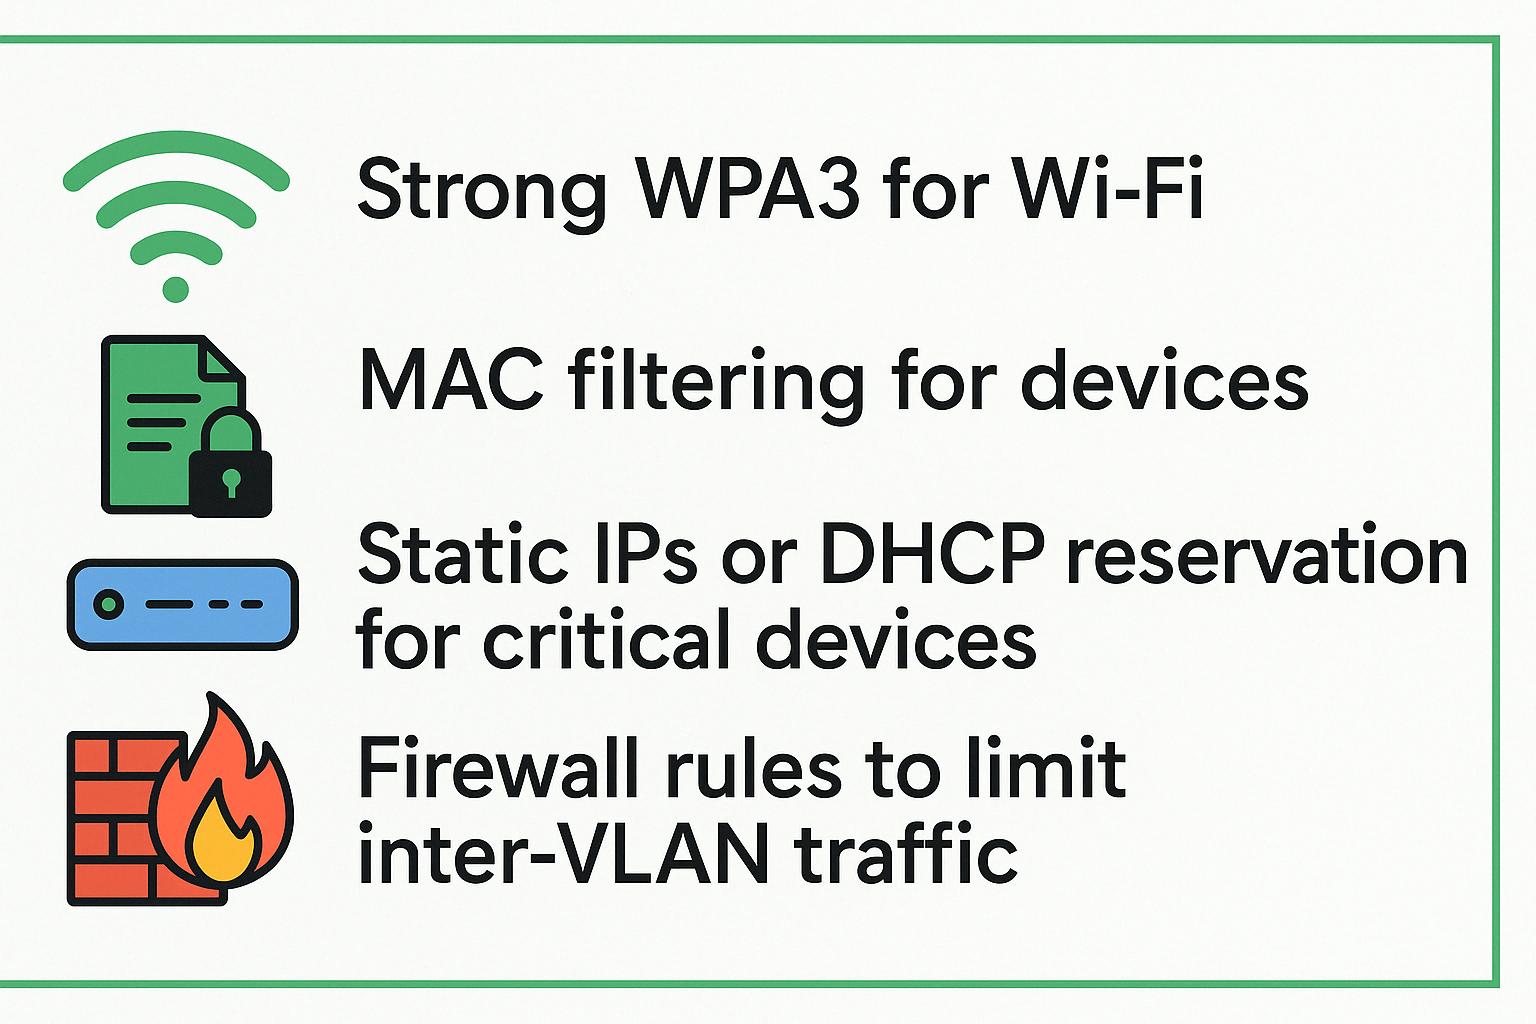 Strong WPA3 for Wi-Fi
MAC filtering for devices
Static IPs or DHCP reservation
for critical devices
Firewall rules to limit
inter-VLAN traffic